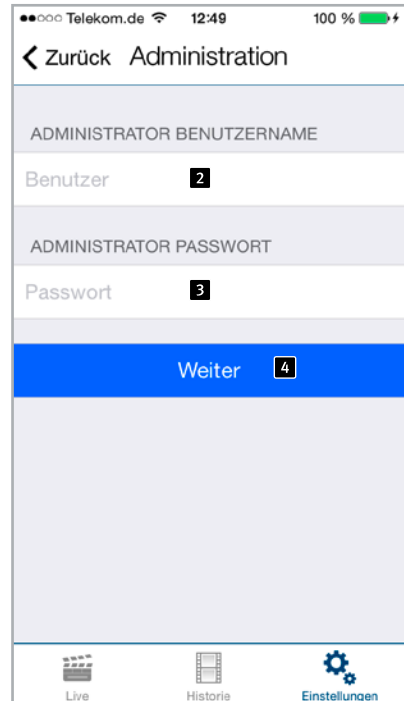 Telekom.de 12:49 100 %
Zurück Administration
ADMINISTRATOR BENUTZERNAME
Benutzer 2
ADMINISTRATOR PASSWORT
Passwort 3
Weiter 4
Live Historie Einstellungen